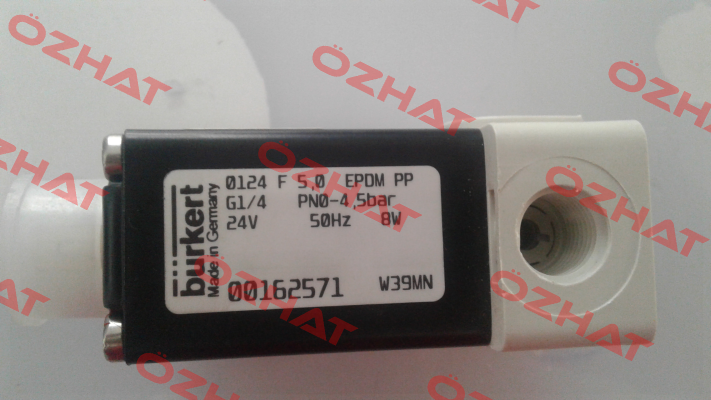 0124 F 5,0 EPDM PP
G1/4 PN0-4,5bar
24V 50Hz 8W
00162571 W39MN
bürkert
Made in Germany
ÖZHAT
ÖZHAT
ÖZHAT
ÖZHAT
ÖZHAT
ÖZHAT
ÖZHAT
ÖZHAT
ÖZHAT